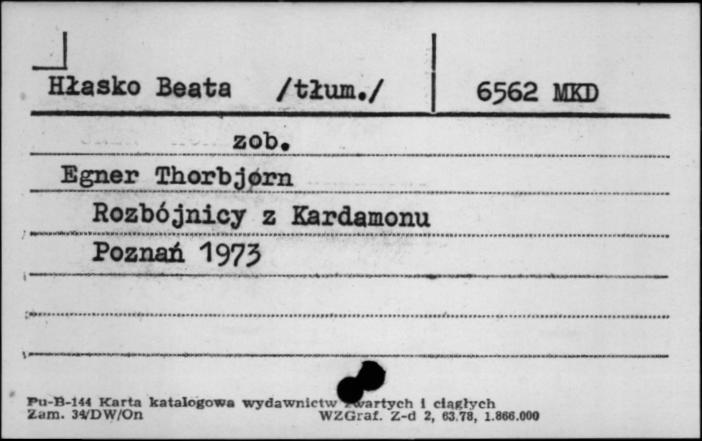 Hłasko Beata /tłum./ 6562 MKD
zob.
Egner Thorbjørn
Rozbójnicy z Kardamonu
Poznań 1973
Pu-B-144 Karta katalogowa wydawnictw zwartych i ciągłych
Zam. 34/DW/On WZGraf. Z-d 2, 63.78, 1.866.000